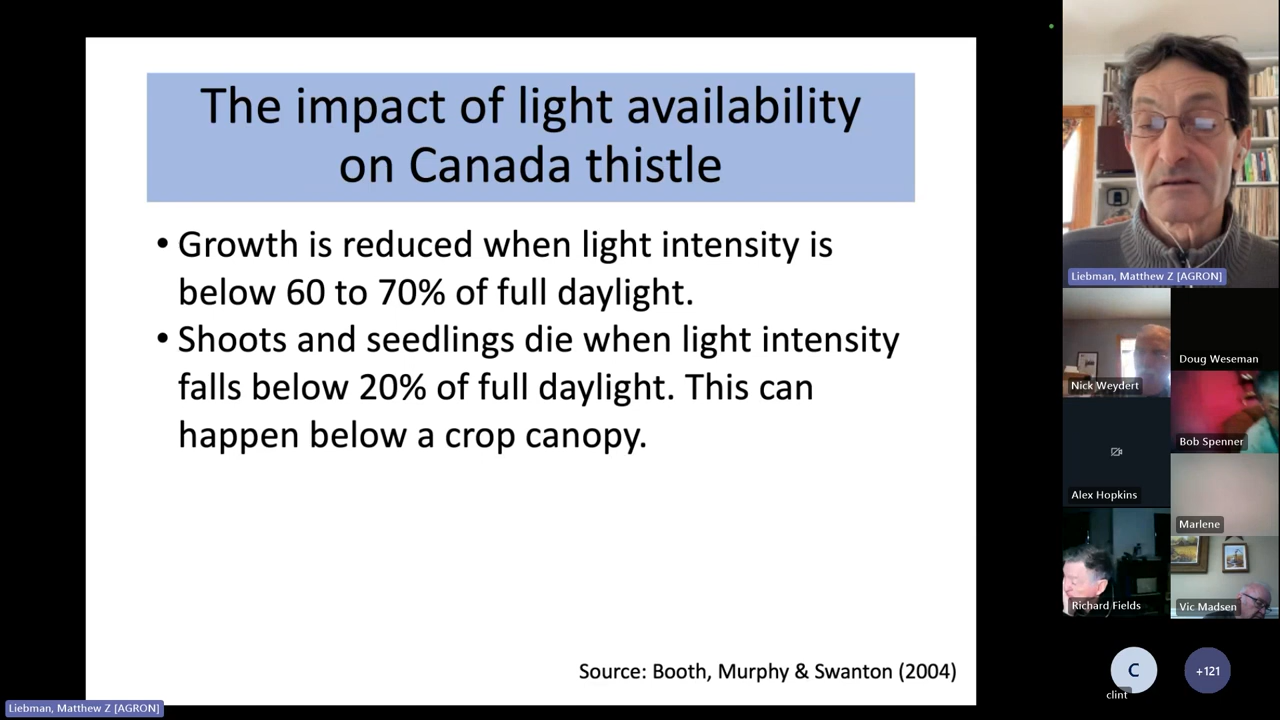 The impact of light availability
on Canada thistle
• Growth is reduced when light intensity is
below 60 to 70% of full daylight.
• Shoots and seedlings die when light intensity
falls below 20% of full daylight. This can
happen below a crop canopy.
Source: Booth, Murphy & Swanton (2004)
Liebman, Matthew Z [AGRON]
Liebman, Matthew Z [AGRON]
Nick Weydert
Doug Weseman
Bob Spenner
Alex Hopkins
Marlene
Richard Fields
Vic Madsen
C
clint
+121